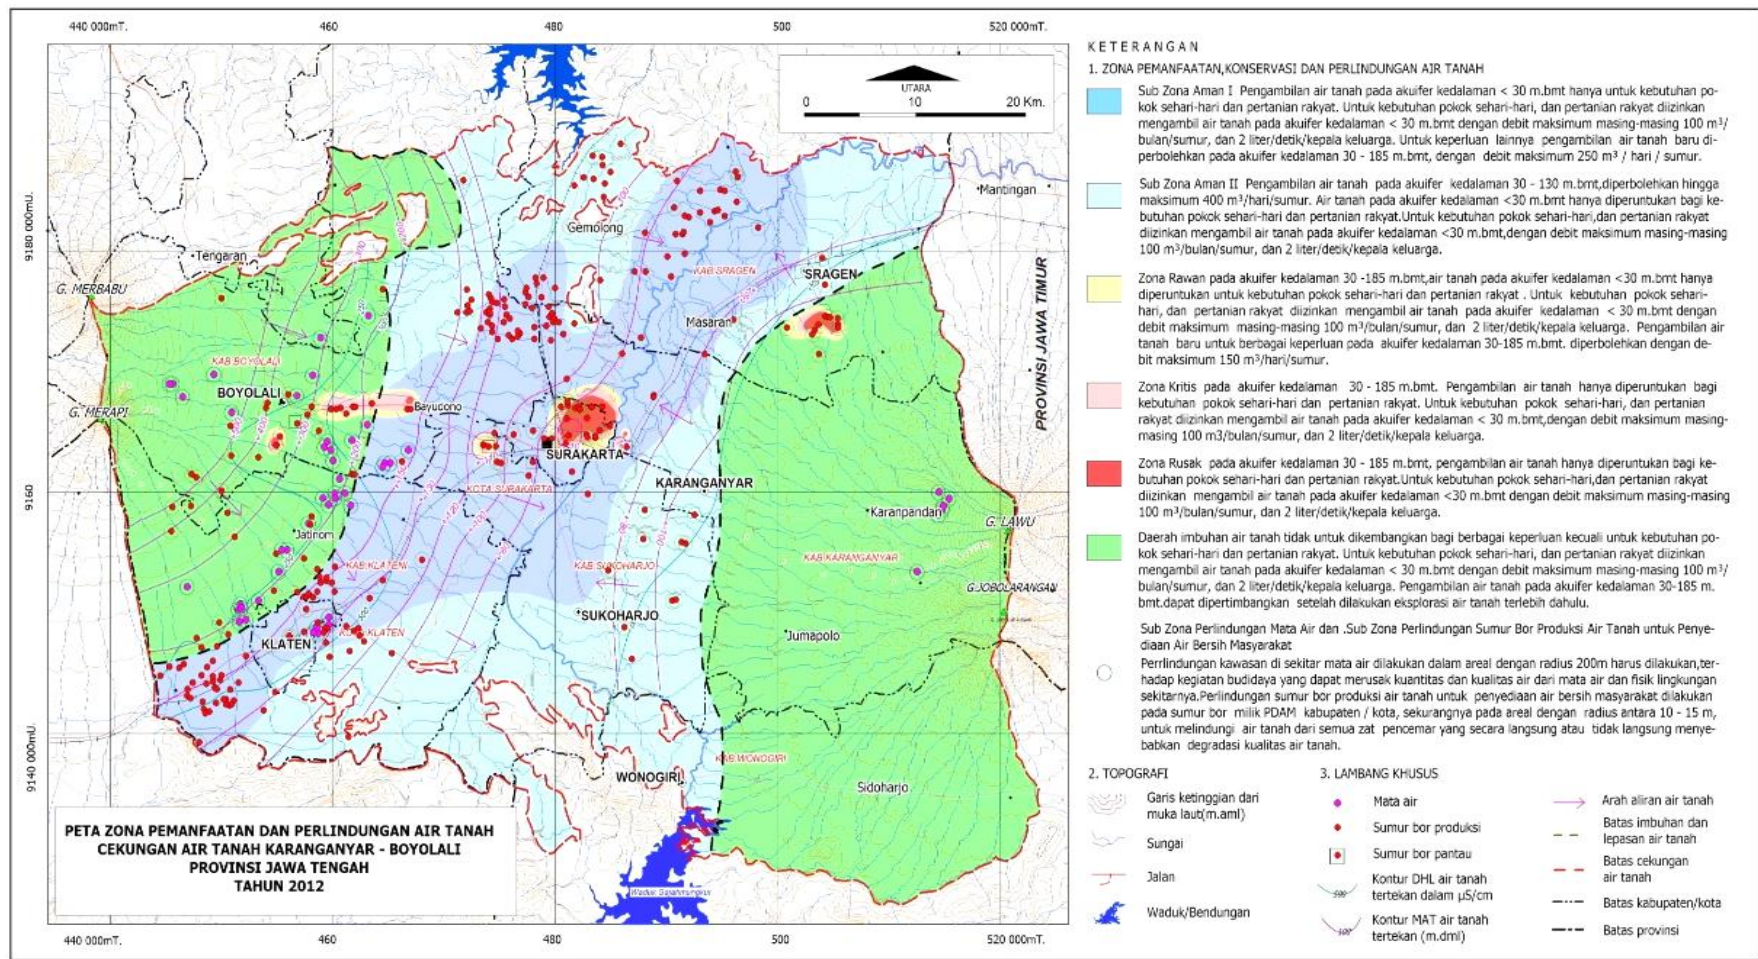 440 000mT.
460
480
500
520 000mT.
UTARA
0
10
20 Km.
Mantingan
Gemolong
Tengaran
G. MERBABU
KAB.SRAGEN
SRAGEN
Masaran
KAB.BOYOLALI
BOYOLALI
G. MERAPI
Bayudono
SURAKARTA
KOTA SURAKARTA
KARANGANYAR
Karanpandan
G. LAWU
Jatinom
KAB.KLATEN
KAB.SUKOHARJO
KAB.KARANGANYAR
G.JOBOLARANGAN
SUKOHARJO
Jumapolo
KLATEN
WONOGIRI
KAB.WONOGIRI
Sidoharjo
Waduk Gajahmungkur
PROVINSI JAWA TIMUR
9180 000mU.
9160
9140 000mU.
PETA ZONA PEMANFAATAN DAN PERLINDUNGAN AIR TANAH
CEKUNGAN AIR TANAH KARANGANYAR - BOYOLALI
PROVINSI JAWA TENGAH
TAHUN 2012
440 000mT.
460
480
500
520 000mT.
KETERANGAN
1. ZONA PEMANFAATAN,KONSERVASI DAN PERLINDUNGAN AIR TANAH
Sub Zona Aman I Pengambilan air tanah pada akuifer kedalaman < 30 m.bmt hanya untuk kebutuhan po-
kok sehari-hari dan pertanian rakyat. Untuk kebutuhan pokok sehari-hari, dan pertanian rakyat diizinkan
mengambil air tanah pada akuifer kedalaman < 30 m.bmt dengan debit maksimum masing-masing 100 m³/
bulan/sumur, dan 2 liter/detik/kepala keluarga. Untuk keperluan lainnya pengambilan air tanah baru di-
perbolehkan pada akuifer kedalaman 30 - 185 m.bmt, dengan debit maksimum 250 m³ / hari / sumur.
Sub Zona Aman II Pengambilan air tanah pada akuifer kedalaman 30 - 130 m.bmt,diperbolehkan hingga
maksimum 400 m³/hari/sumur. Air tanah pada akuifer kedalaman <30 m.bmt hanya diperuntukan bagi ke-
butuhan pokok sehari-hari dan pertanian rakyat.Untuk kebutuhan pokok sehari-hari,dan pertanian rakyat
diizinkan mengambil air tanah pada akuifer kedalaman <30 m.bmt,dengan debit maksimum masing-masing
100 m³/bulan/sumur, dan 2 liter/detik/kepala keluarga.
Zona Rawan pada akuifer kedalaman 30 -185 m.bmt,air tanah pada akuifer kedalaman <30 m.bmt hanya
diperuntukan untuk kebutuhan pokok sehari-hari dan pertanian rakyat . Untuk kebutuhan pokok sehari-
hari, dan pertanian rakyat diizinkan mengambil air tanah pada akuifer kedalaman < 30 m.bmt dengan
debit maksimum masing-masing 100 m³/bulan/sumur, dan 2 liter/detik/kepala keluarga. Pengambilan air
tanah baru untuk berbagai keperluan pada akuifer kedalaman 30-185 m.bmt. diperbolehkan dengan de-
bit maksimum 150 m³/hari/sumur.
Zona Kritis pada akuifer kedalaman 30 - 185 m.bmt. Pengambilan air tanah hanya diperuntukan bagi
kebutuhan pokok sehari-hari dan pertanian rakyat. Untuk kebutuhan pokok sehari-hari, dan pertanian
rakyat diizinkan mengambil air tanah pada akuifer kedalaman < 30 m.bmt,dengan debit maksimum masing-
masing 100 m3/bulan/sumur, dan 2 liter/detik/kepala keluarga.
Zona Rusak pada akuifer kedalaman 30 - 185 m.bmt, pengambilan air tanah hanya diperuntukan bagi ke-
butuhan pokok sehari-hari dan pertanian rakyat.Untuk kebutuhan pokok sehari-hari,dan pertanian rakyat
diizinkan mengambil air tanah pada akuifer kedalaman <30 m.bmt dengan debit maksimum masing-masing
100 m³/bulan/sumur, dan 2 liter/detik/kepala keluarga.
Daerah imbuhan air tanah tidak untuk dikembangkan bagi berbagai keperluan kecuali untuk kebutuhan po-
kok sehari-hari dan pertanian rakyat. Untuk kebutuhan pokok sehari-hari, dan pertanian rakyat diizinkan
mengambil air tanah pada akuifer kedalaman < 30 m.bmt dengan debit maksimum masing-masing 100 m³/
bulan/sumur, dan 2 liter/detik/kepala keluarga. Pengambilan air tanah pada akuifer kedalaman 30-185 m.
bmt.dapat dipertimbangkan setelah dilakukan eksplorasi air tanah terlebih dahulu.
Sub Zona Perlindungan Mata Air dan .Sub Zona Perlindungan Sumur Bor Produksi Air Tanah untuk Penye-
diaan Air Bersih Masyarakat
Perrlindungan kawasan di sekitar mata air dilakukan dalam areal dengan radius 200m harus dilakukan,ter-
hadap kegiatan budidaya yang dapat merusak kuantitas dan kualitas air dari mata air dan fisik lingkungan
sekitarnya.Perlindungan sumur bor produksi air tanah untuk penyediaan air bersih masyarakat dilakukan
pada sumur bor milik PDAM kabupaten / kota, sekurangnya pada areal dengan radius antara 10 - 15 m,
untuk melindungi air tanah dari semua zat pencemar yang secara langsung atau tidak langsung menye-
babkan degradasi kualitas air tanah.
2. TOPOGRAFI
Garis ketinggian dari
muka laut(m.aml)
Sungai
Jalan
Waduk/Bendungan
3. LAMBANG KHUSUS
Mata air
Sumur bor produksi
Sumur bor pantau
Kontur DHL air tanah
tertekan dalam µS/cm
Kontur MAT air tanah
tertekan (m.dml)
Arah aliran air tanah
Batas imbuhan dan
lepasan air tanah
Batas cekungan
air tanah
Batas kabupaten/kota
Batas provinsi